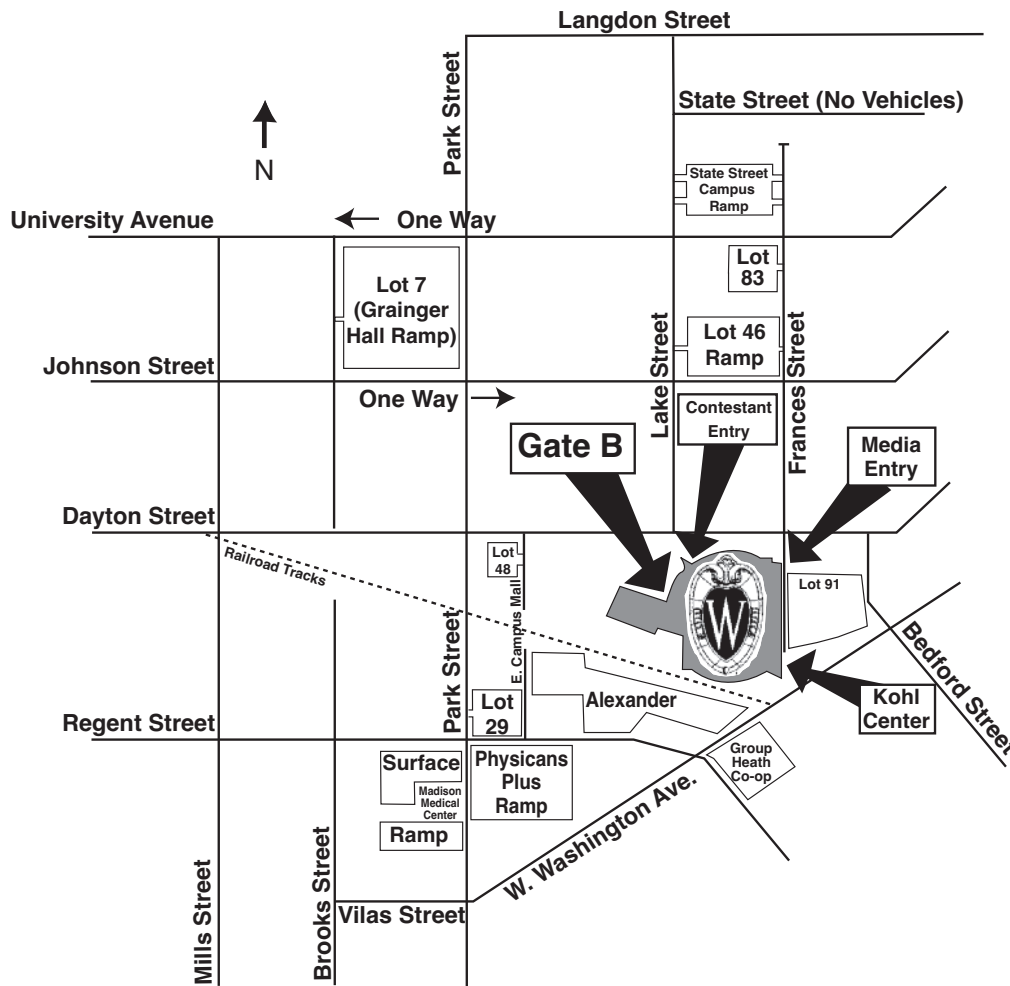 Langdon Street
Park Street
State Street (No Vehicles)
N
State Street
Campus
Ramp
University Avenue
One Way
Lot
83
Lot 7
(Grainger
Hall Ramp)
Lake Street
Lot 46
Ramp
Frances Street
Johnson Street
One Way
Contestant
Entry
Gate B
Media
Entry
Dayton Street
Railroad Tracks
Lot
48
E. Campus Mall
Lot 91
W
Bedford Street
Park Street
Alexander
Kohl
Center
Lot
29
Regent Street
Surface
Madison
Medical
Center
Ramp
Physicans
Plus
Ramp
Group
Heath
Co-op
W. Washington Ave.
Mills Street
Brooks Street
Vilas Street